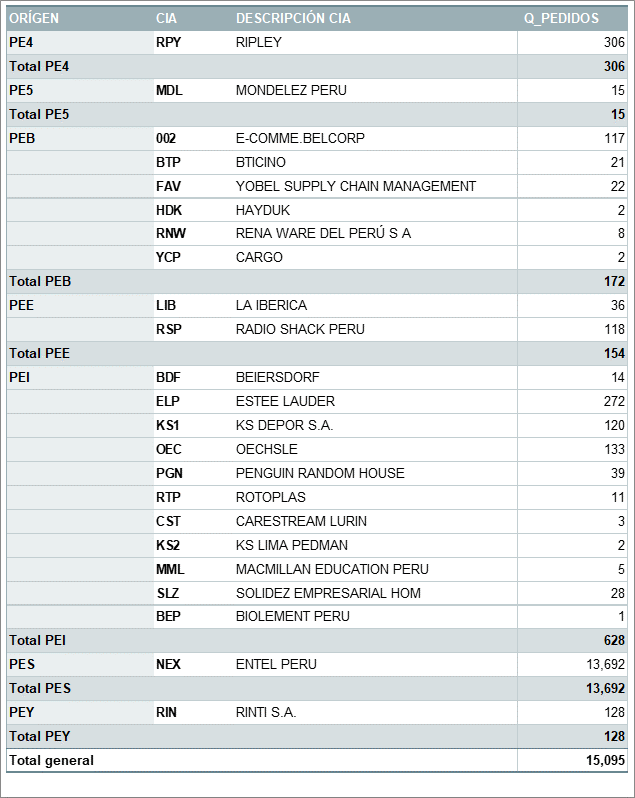 ORÍGEN CIA DESCRIPCIÓN CIA Q_PEDIDOS
PE4 RPY RIPLEY 306
Total PE4 306
PE5 MDL MONDELEZ PERU 15
Total PE5 15
PEB 002 E-COMME.BELCORP 117
BTP BTICINO 21
FAV YOBEL SUPPLY CHAIN MANAGEMENT 22
HDK HAYDUK 2
RNW RENA WARE DEL PERÚ S A 8
YCP CARGO 2
Total PEB 172
PEE LIB LA IBERICA 36
RSP RADIO SHACK PERU 118
Total PEE 154
PEI BDF BEIERSDORF 14
ELP ESTEE LAUDER 272
KS1 KS DEPOR S.A. 120
OEC OECHSLE 133
PGN PENGUIN RANDOM HOUSE 39
RTP ROTOPLAS 11
CST CARESTREAM LURIN 3
KS2 KS LIMA PEDMAN 2
MML MACMILLAN EDUCATION PERU 5
SLZ SOLIDEZ EMPRESARIAL HOM 28
BEP BIOLEMENT PERU 1
Total PEI 628
PES NEX ENTEL PERU 13,692
Total PES 13,692
PEY RIN RINTI S.A. 128
Total PEY 128
Total general 15,095